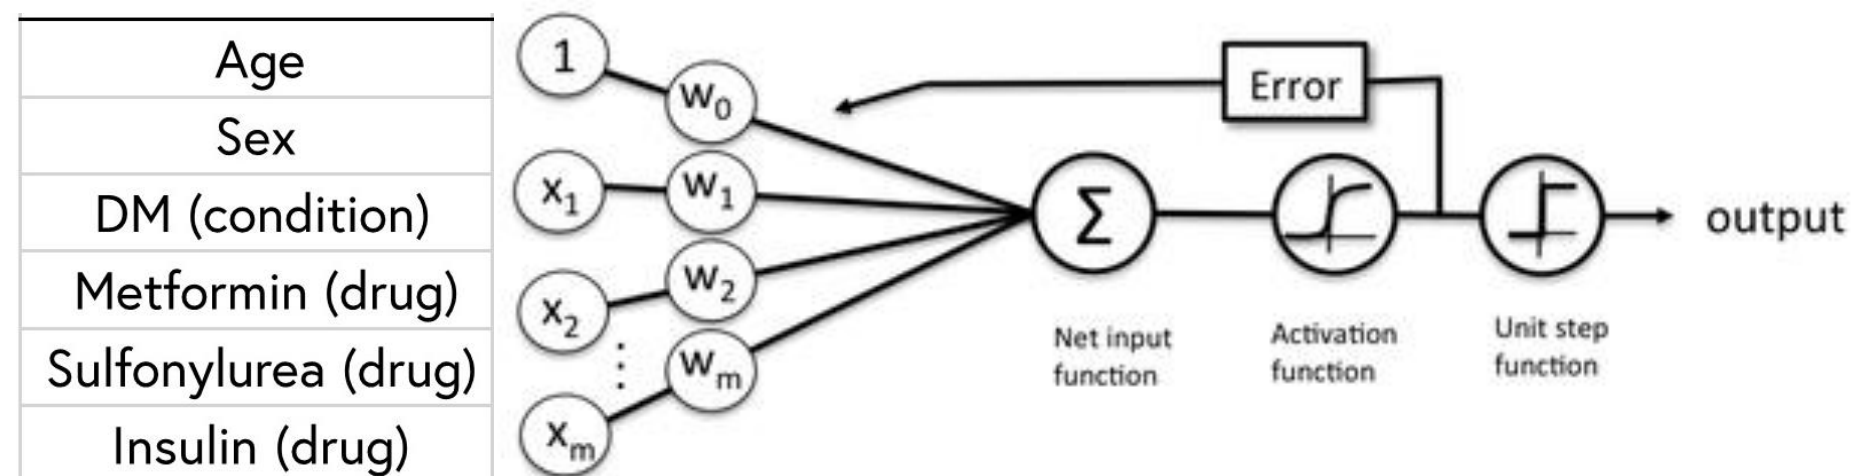 Age
Sex
DM (condition)
Metformin (drug)
Sulfonylurea (drug)
Insulin (drug)
1
w₀
x₁
w₁
x₂
w₂
⋮
wₘ
xₘ
Error
Σ
output
Net input
function
Activation
function
Unit step
function